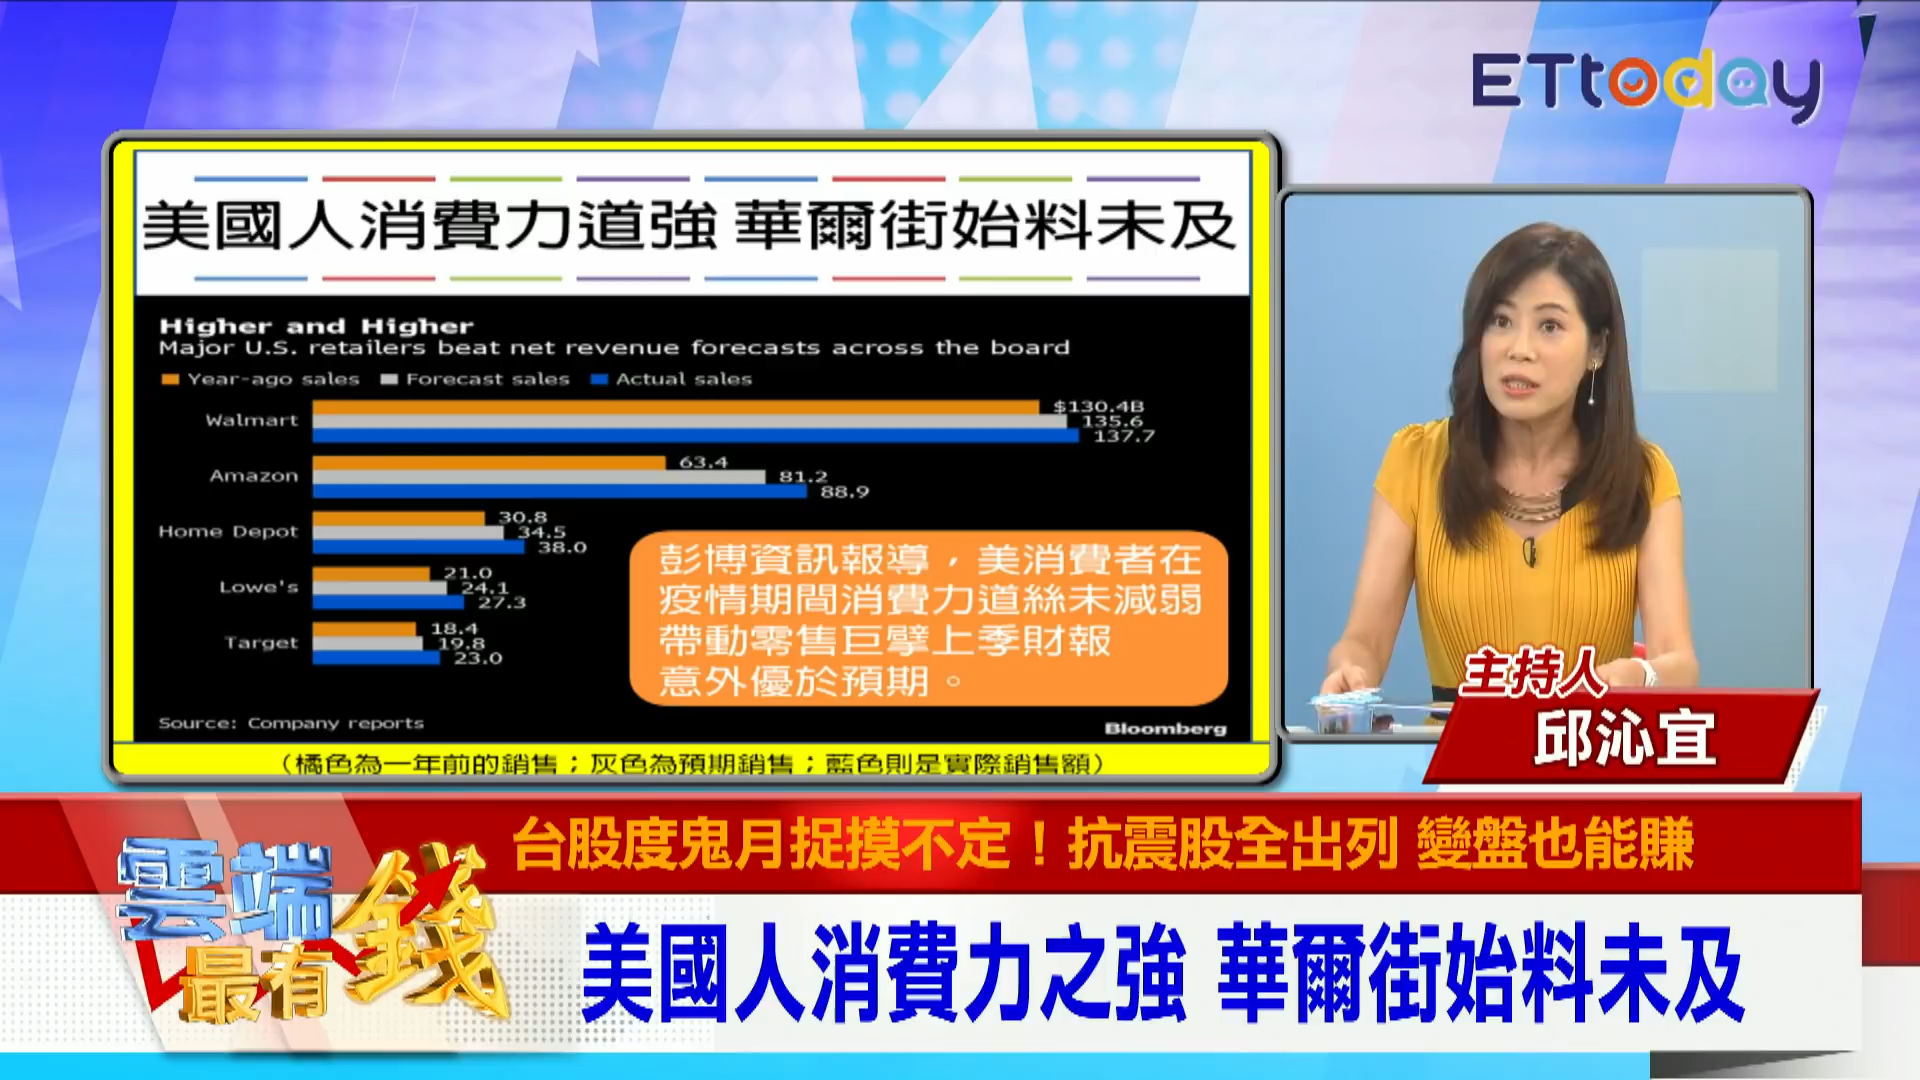 ETtoday
美國人消費力道強 華爾街始料未及
Higher and Higher
Major U.S. retailers beat net revenue forecasts across the board
Year-ago sales Forecast sales Actual sales
Walmart
$130.4B
135.6
137.7
Amazon
63.4
81.2
88.9
Home Depot
30.8
34.5
38.0
Lowe's
21.0
24.1
27.3
Target
18.4
19.8
23.0
彭博資訊報導，美消費者在
疫情期間消費力道絲未減弱
帶動零售巨擘上季財報
意外優於預期。
Source: Company reports
Bloomberg
（橘色為一年前的銷售；灰色為預期銷售；藍色則是實際銷售額）
主持人
邱沁宜
台股度鬼月捉摸不定！抗震股全出列 變盤也能賺
雲端
最有錢
美國人消費力之強 華爾街始料未及